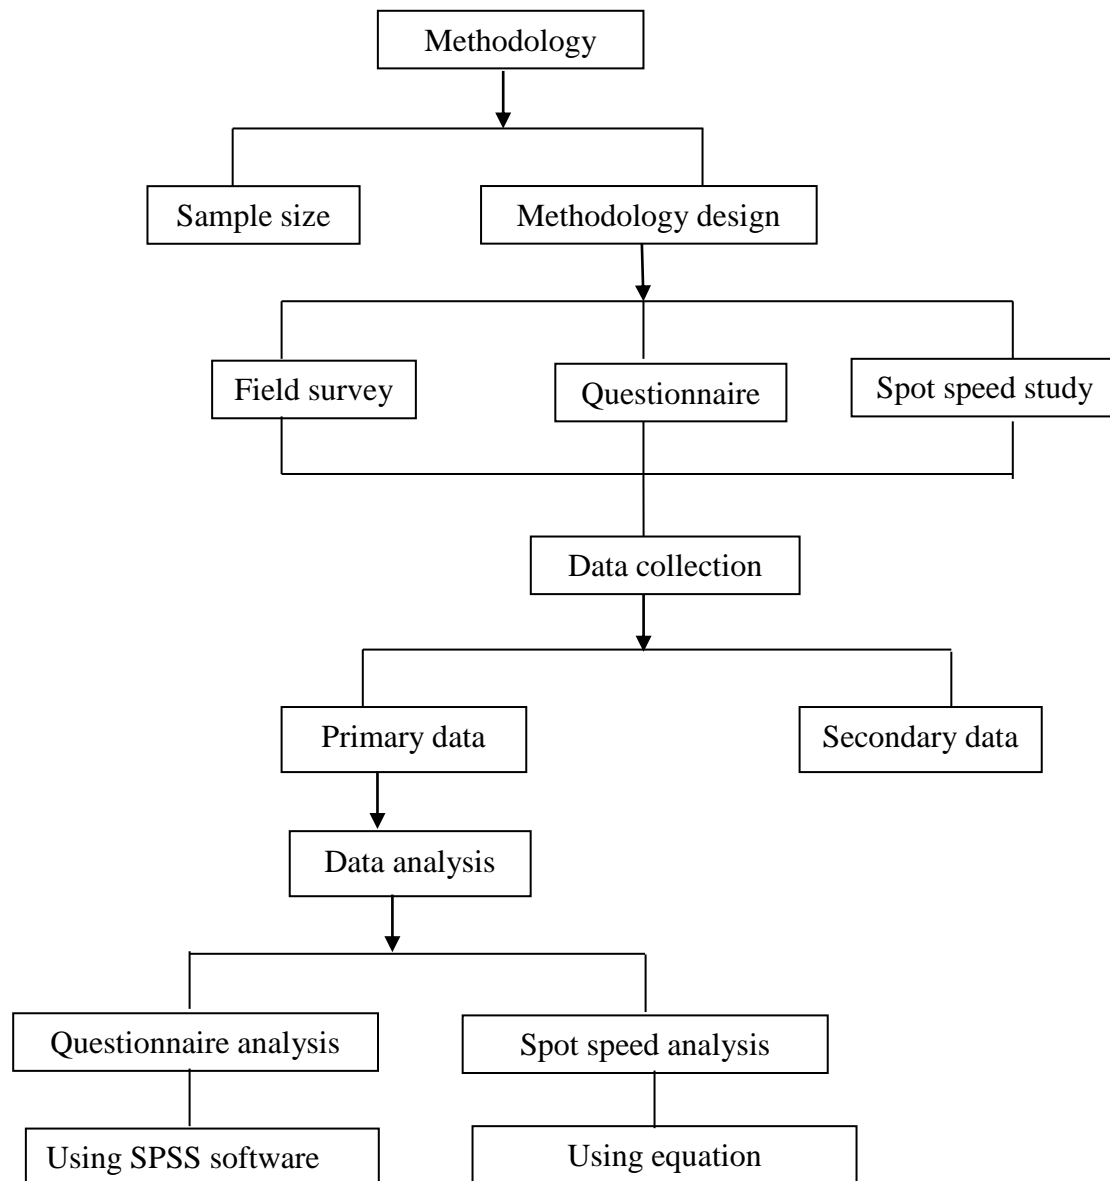 Methodology
Sample size
Methodology design
Field survey
Questionnaire
Spot speed study
Data collection
Primary data
Secondary data
Data analysis
Questionnaire analysis
Spot speed analysis
Using SPSS software
Using equation